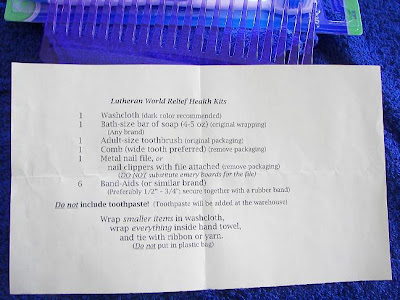 Lutheran World Relief Health Kits
1 Washcloth (dark color recommended)
1 Bath-size bar of soap (4-5 oz) (original wrapping)
(Any brand)
1 Adult-size toothbrush (original packaging)
1 Comb (wide tooth preferred) (remove packaging)
1 Metal nail file, or
nail clippers with file attached (remove packaging)
(DO NOT substitute emery boards for the file)
6 Band-Aids (or similar brand)
(Preferably 1/2" - 3/4"; secure together with a rubber band)
Do not include toothpaste! (Toothpaste will be added at the warehouse)
Wrap smaller items in washcloth,
wrap everything inside hand towel,
and tie with ribbon or yarn.
(Do not put in plastic bag)